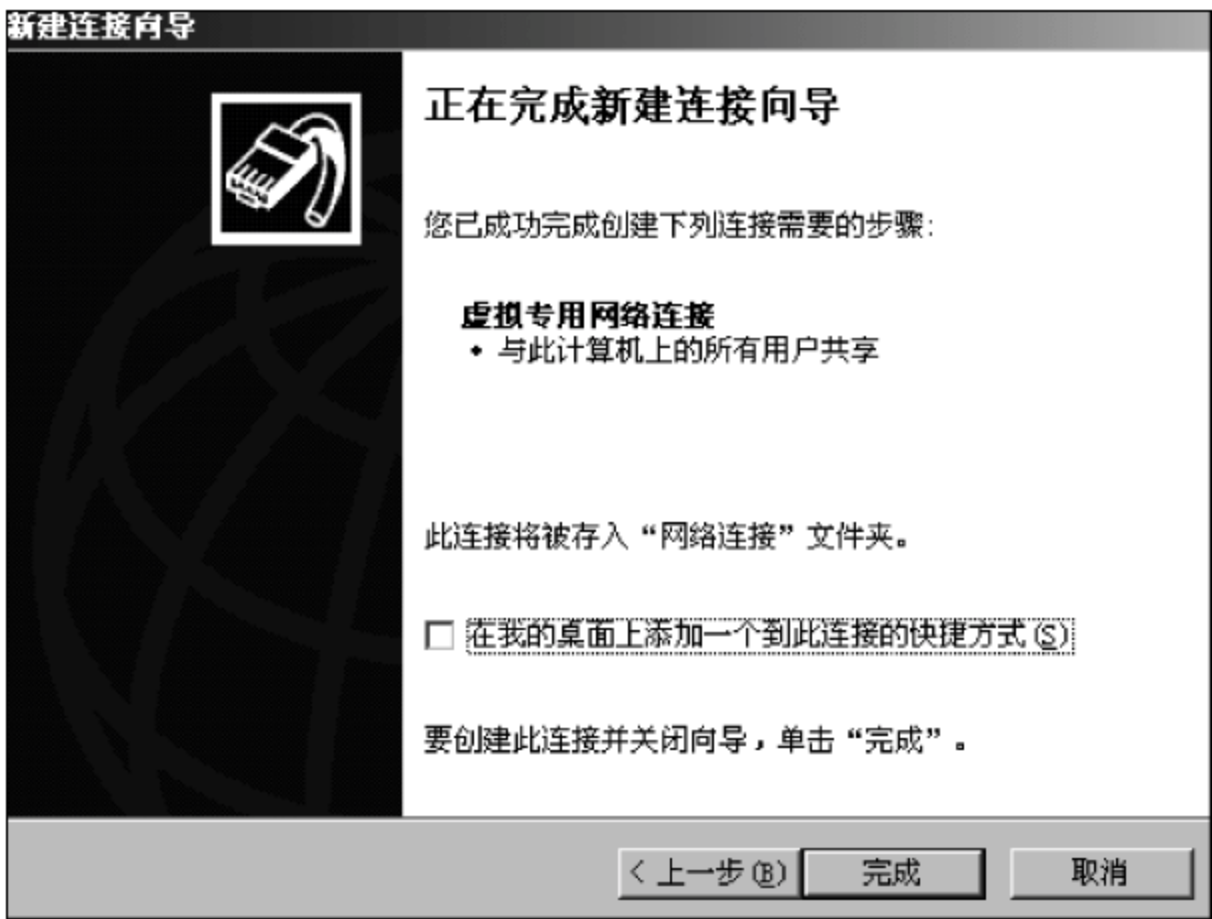 新建连接向导
正在完成新建连接向导
您已成功完成创建下列连接需要的步骤:
虚拟专用网络连接
• 与此计算机上的所有用户共享
此连接将被存入“网络连接”文件夹。
在我的桌面上添加一个到此连接的快捷方式(S)
要创建此连接并关闭向导，单击“完成”。
< 上一步(B) 完成 取消